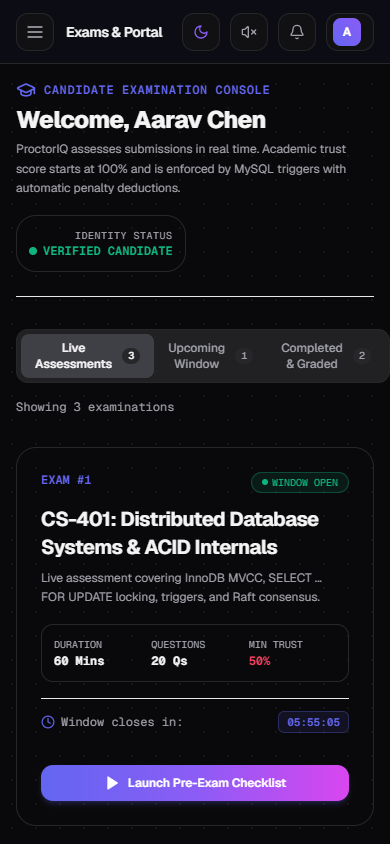 Exams & Portal
A
CANDIDATE EXAMINATION CONSOLE
Welcome, Aarav Chen
ProctorIQ assesses submissions in real time. Academic trust
score starts at 100% and is enforced by MySQL triggers with
automatic penalty deductions.
IDENTITY STATUS
VERIFIED CANDIDATE
Live
Assessments 3
Upcoming
Window 1
Completed
& Graded 2
Showing 3 examinations
EXAM #1
WINDOW OPEN
CS-401: Distributed Database
Systems & ACID Internals
Live assessment covering InnoDB MVCC, SELECT ...
FOR UPDATE locking, triggers, and Raft consensus.
DURATION QUESTIONS MIN TRUST
60 Mins 20 Qs 50%
Window closes in: 05:55:05
Launch Pre-Exam Checklist